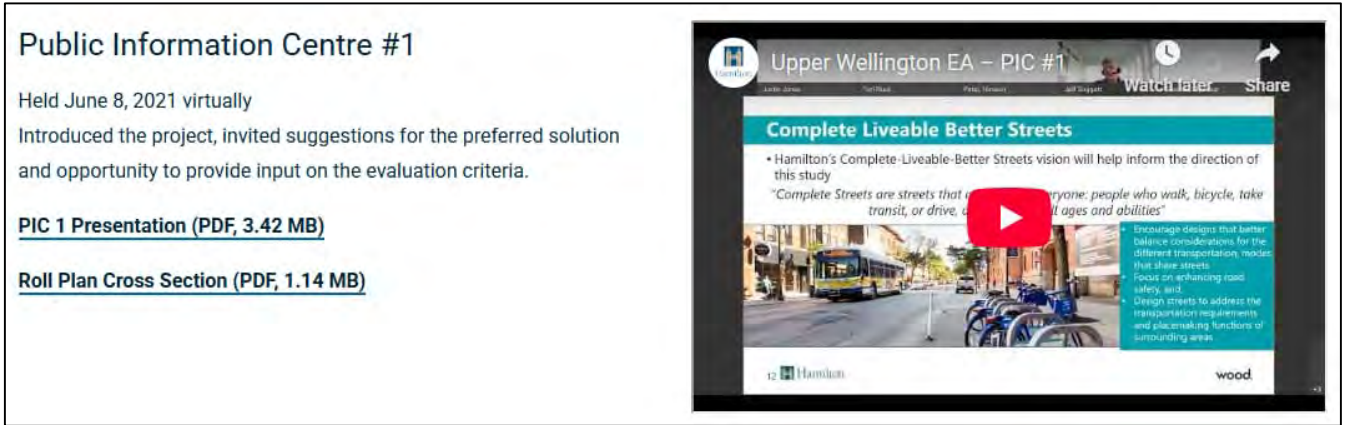 Public Information Centre #1
Held June 8, 2021 virtually
Introduced the project, invited suggestions for the preferred solution
and opportunity to provide input on the evaluation criteria.
PIC 1 Presentation (PDF, 3.42 MB)
Roll Plan Cross Section (PDF, 1.14 MB)
Hamilton
Upper Wellington EA – PIC #1
Watch later
Share
Complete Liveable Better Streets
• Hamilton's Complete-Liveable-Better Streets vision will help inform the direction of
this study
"Complete Streets are streets that ryone: people who walk, bicycle, take
transit, or drive, ll ages and abilities"
• Encourage designs that better
balance considerations for the
different transportation modes
that share streets
• Focus on enhancing road
safety, and
• Design streets to address the
transportation requirements
and placemaking functions of
surrounding areas
12 Hamilton
wood.